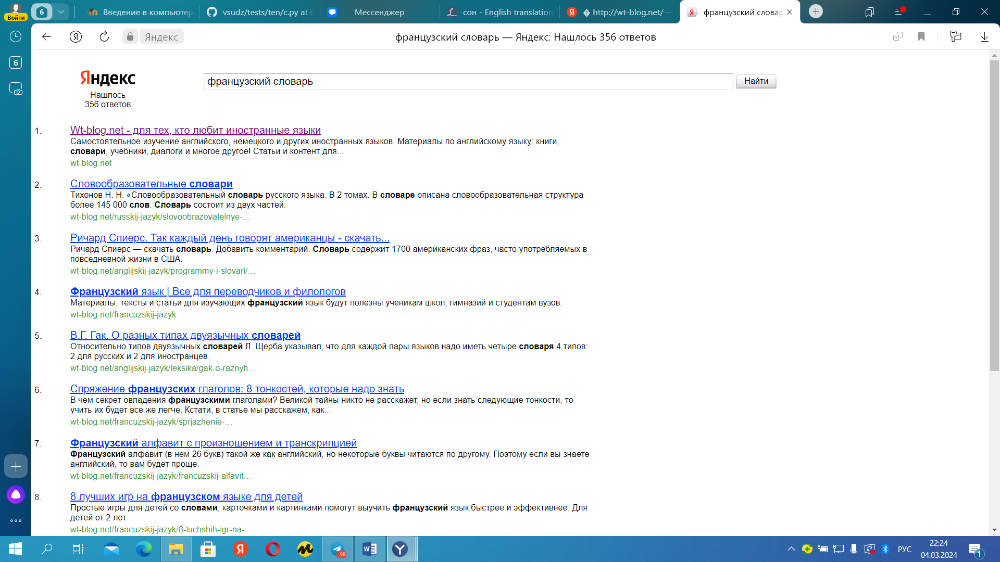 Войти
6
Введение в компьютер
vsudz/tests/ten/c.py at
Мессенджер
сон - English translation
� http://wt-blog.net/ —
французский словар
Яндекс
французский словарь — Яндекс: Нашлось 356 ответов
6
Яндекс
французский словарь
Найти
Нашлось
356 ответов
1.
Wt-blog.net - для тех, кто любит иностранные языки
Самостоятельное изучение английского, немецкого и других иностранных языков. Материалы по английскому языку: книги,
словари, учебники, диалоги и многое другое! Статьи и контент для...
wt-blog.net
2.
Словообразовательные словари
Тихонов Н. Н. «Словообразовательный словарь русского языка. В 2 томах. В словаре описана словообразовательная структура
более 145 000 слов. Словарь состоит из двух частей.
wt-blog.net/russkij-jazyk/slovoobrazovatelnye-…
3.
Ричард Спиерс. Так каждый день говорят американцы - скачать...
Ричард Спиерс — скачать словарь. Добавить комментарий. Словарь содержит 1700 американских фраз, часто употребляемых в
повседневной жизни в США.
wt-blog.net/anglijskij-jazyk/programmy-i-slovari/…
4.
Французский язык | Все для переводчиков и филологов
Материалы, тексты и статьи для изучающих французский язык будут полезны ученикам школ, гимназий и студентам вузов.
wt-blog.net/francuzskij-jazyk
5.
В.Г. Гак. О разных типах двуязычных словарей
Относительно типов двуязычных словарей Л. Щерба указывал, что для каждой пары языков надо иметь четыре словаря 4 типов:
2 для русских и 2 для иностранцев.
wt-blog.net/anglijskij-jazyk/leksika/gak-o-raznyh…
6.
Спряжение французских глаголов: 8 тонкостей, которые надо знать
В чем секрет овладения французскими глаголами? Великой тайны никто не расскажет, но если знать следующие тонкости, то
учить их будет все же легче. Кстати, в статье мы расскажем, как...
wt-blog.net/francuzskij-jazyk/sprjazhenie-…
7.
Французский алфавит с произношением и транскрипцией
Французский алфавит (в нем 26 букв) такой же как английский, но некоторые буквы читаются по другому. Поэтому если вы знаете
английский, то вам будет проще.
wt-blog.net/francuzskij-jazyk/francuzskij-alfavit…
8.
8 лучших игр на французском языке для детей
Простые игры для детей со словами, карточками и картинками помогут выучить французский язык быстрее и эффективнее. Для
детей от 2 лет.
wt-blog.net/francuzskij-jazyk/8-luchshih-igr-na-…
..98
РУС
22:24
04.03.2024
1